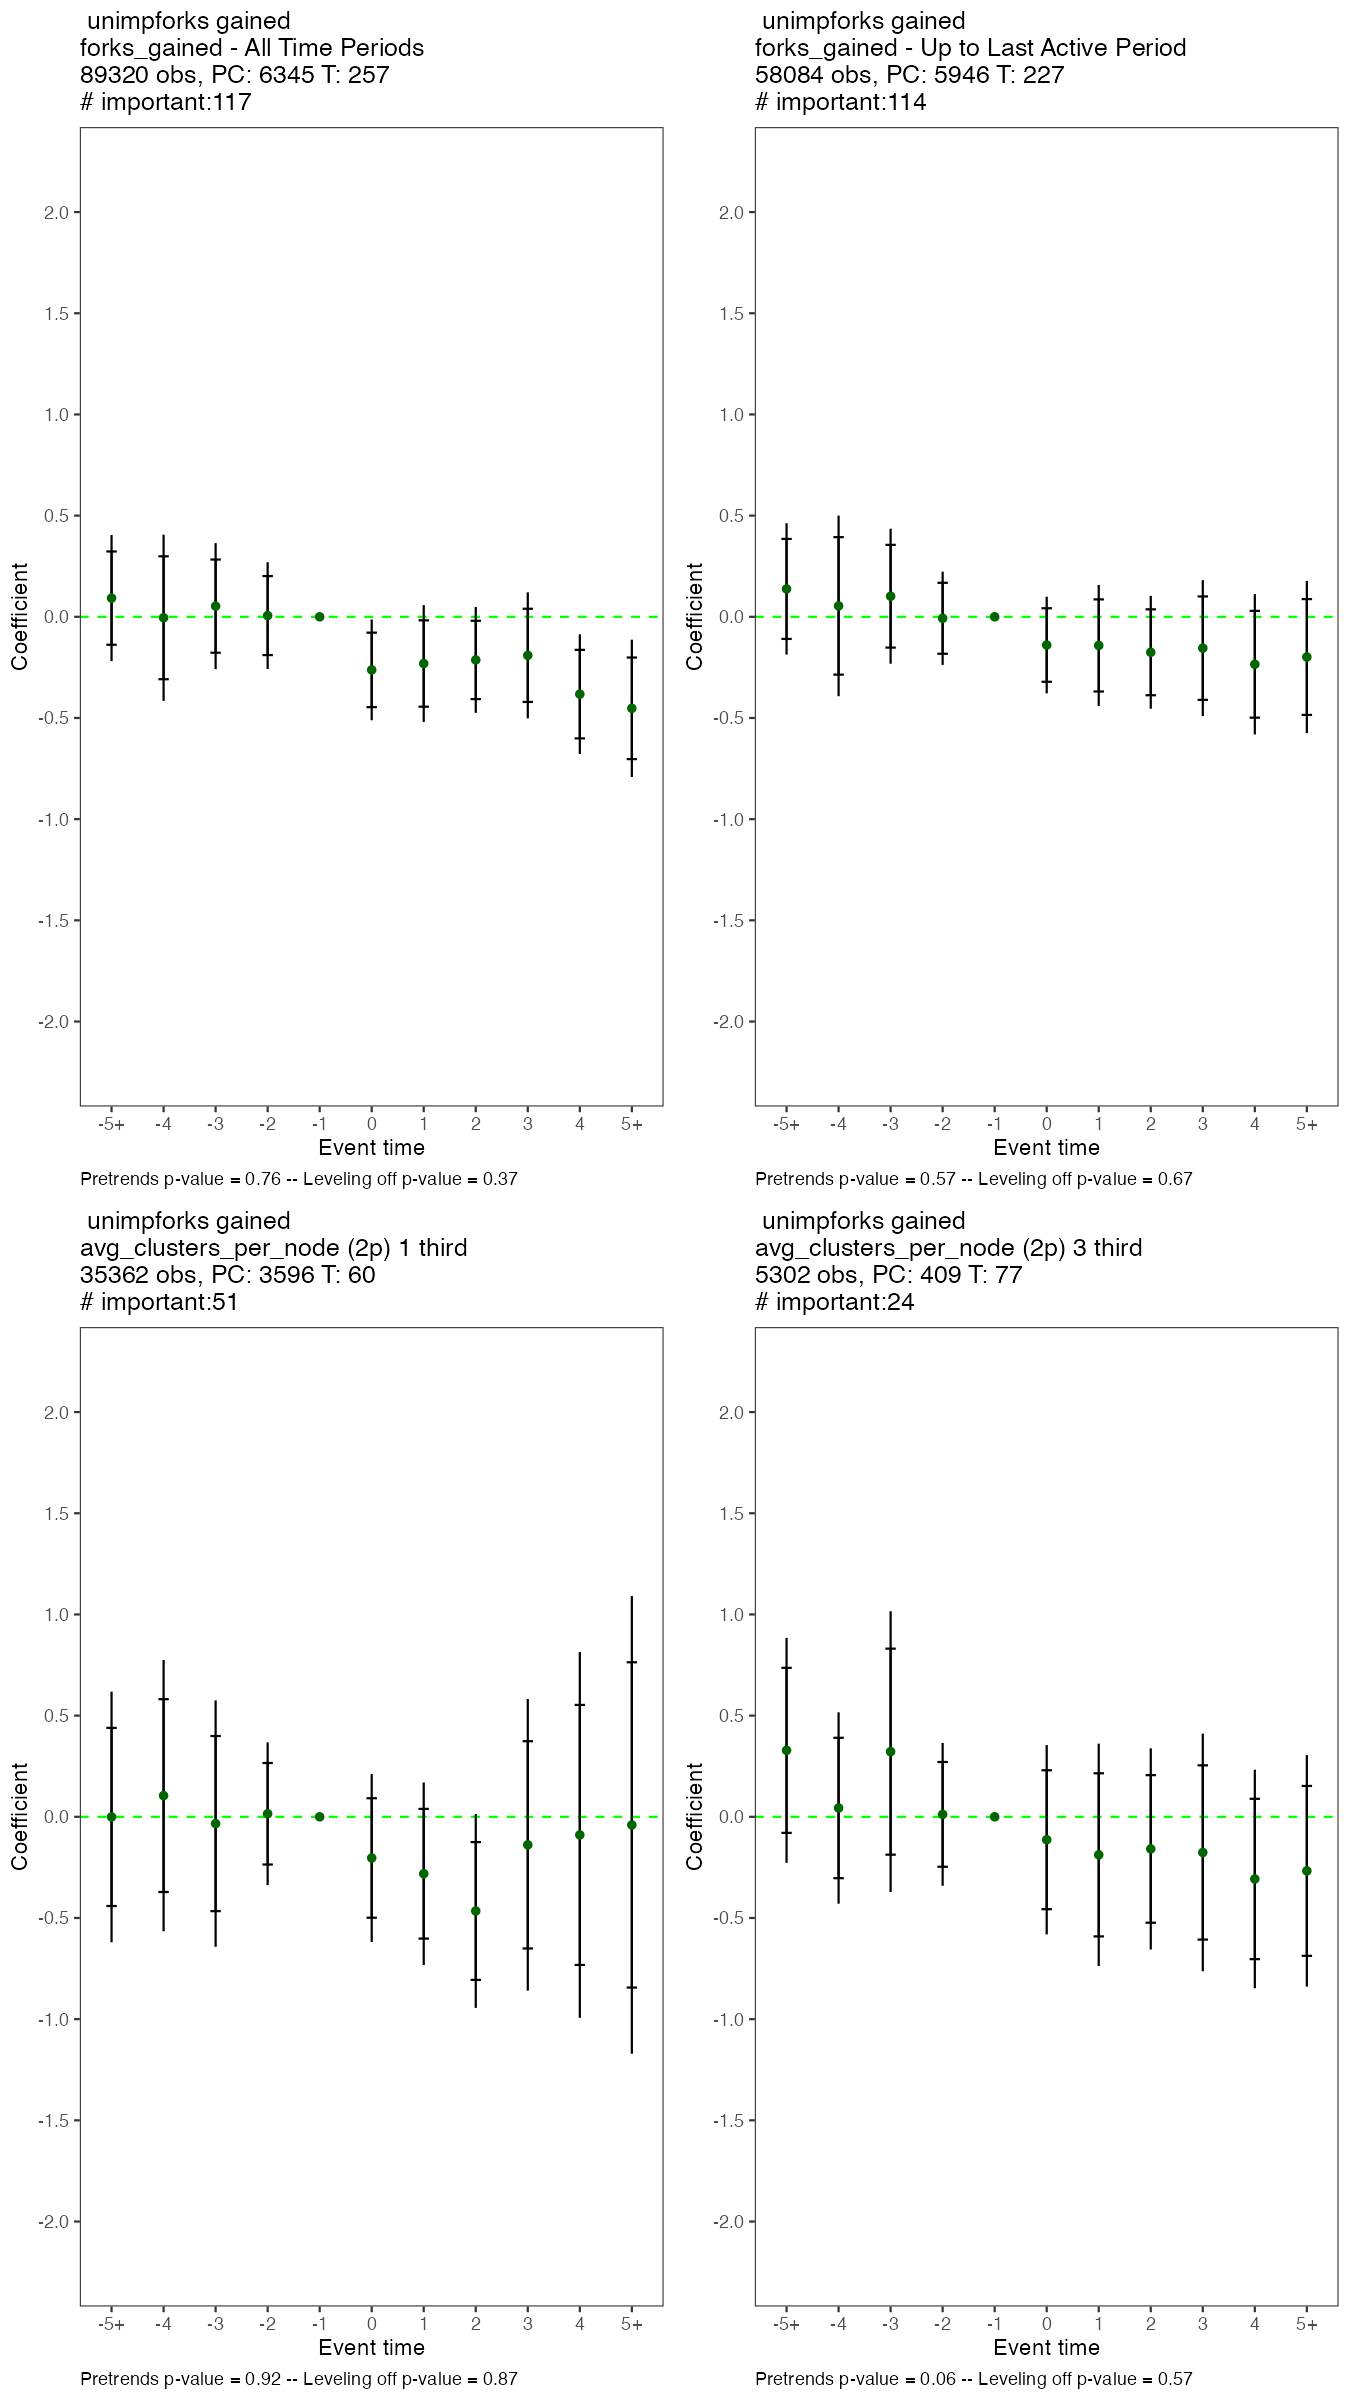 unimpforks gained
forks_gained - All Time Periods
89320 obs, PC: 6345 T: 257
# important:117
Coefficient
2.0
1.5
1.0
0.5
0.0
-0.5
-1.0
-1.5
-2.0
-5+ -4 -3 -2 -1 0 1 2 3 4 5+
Event time
Pretrends p-value = 0.76 -- Leveling off p-value = 0.37
unimpforks gained
forks_gained - Up to Last Active Period
58084 obs, PC: 5946 T: 227
# important:114
Coefficient
2.0
1.5
1.0
0.5
0.0
-0.5
-1.0
-1.5
-2.0
-5+ -4 -3 -2 -1 0 1 2 3 4 5+
Event time
Pretrends p-value = 0.57 -- Leveling off p-value = 0.67
unimpforks gained
avg_clusters_per_node (2p) 1 third
35362 obs, PC: 3596 T: 60
# important:51
Coefficient
2.0
1.5
1.0
0.5
0.0
-0.5
-1.0
-1.5
-2.0
-5+ -4 -3 -2 -1 0 1 2 3 4 5+
Event time
Pretrends p-value = 0.92 -- Leveling off p-value = 0.87
unimpforks gained
avg_clusters_per_node (2p) 3 third
5302 obs, PC: 409 T: 77
# important:24
Coefficient
2.0
1.5
1.0
0.5
0.0
-0.5
-1.0
-1.5
-2.0
-5+ -4 -3 -2 -1 0 1 2 3 4 5+
Event time
Pretrends p-value = 0.06 -- Leveling off p-value = 0.57